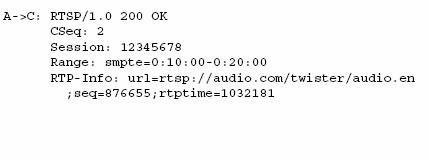 A->C: RTSP/1.0 200 OK
CSeq: 2
Session: 12345678
Range: smpte=0:10:00-0:20:00
RTP-Info: url=rtsp://audio.com/twister/audio.en
;seq=876655;rtptime=1032181